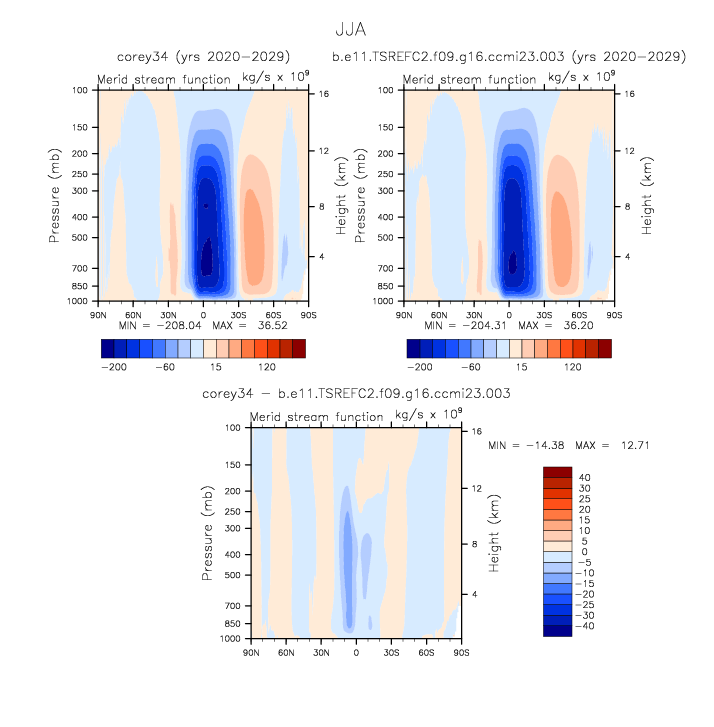 JJA
corey34 (yrs 2020-2029)
b.e11.TSREFC2.f09.g16.ccmi23.003 (yrs 2020-2029)
Merid stream function kg/s x 10⁹
Merid stream function kg/s x 10⁹
Pressure (mb)
100
150
200
250
300
400
500
700
850
1000
16
12
8
4
Height (km)
90N 60N 30N 0 30S 60S 90S
MIN = -208.04 MAX = 36.52
-200 -60 15 120
Pressure (mb)
100
150
200
250
300
400
500
700
850
1000
16
12
8
4
Height (km)
90N 60N 30N 0 30S 60S 90S
MIN = -204.31 MAX = 36.20
-200 -60 15 120
corey34 - b.e11.TSREFC2.f09.g16.ccmi23.003
Merid stream function kg/s x 10⁹
Pressure (mb)
100
150
200
250
300
400
500
700
850
1000
16
12
8
4
Height (km)
90N 60N 30N 0 30S 60S 90S
MIN = -14.38 MAX = 12.71
40
30
25
20
15
10
5
0
-5
-10
-15
-20
-25
-30
-40